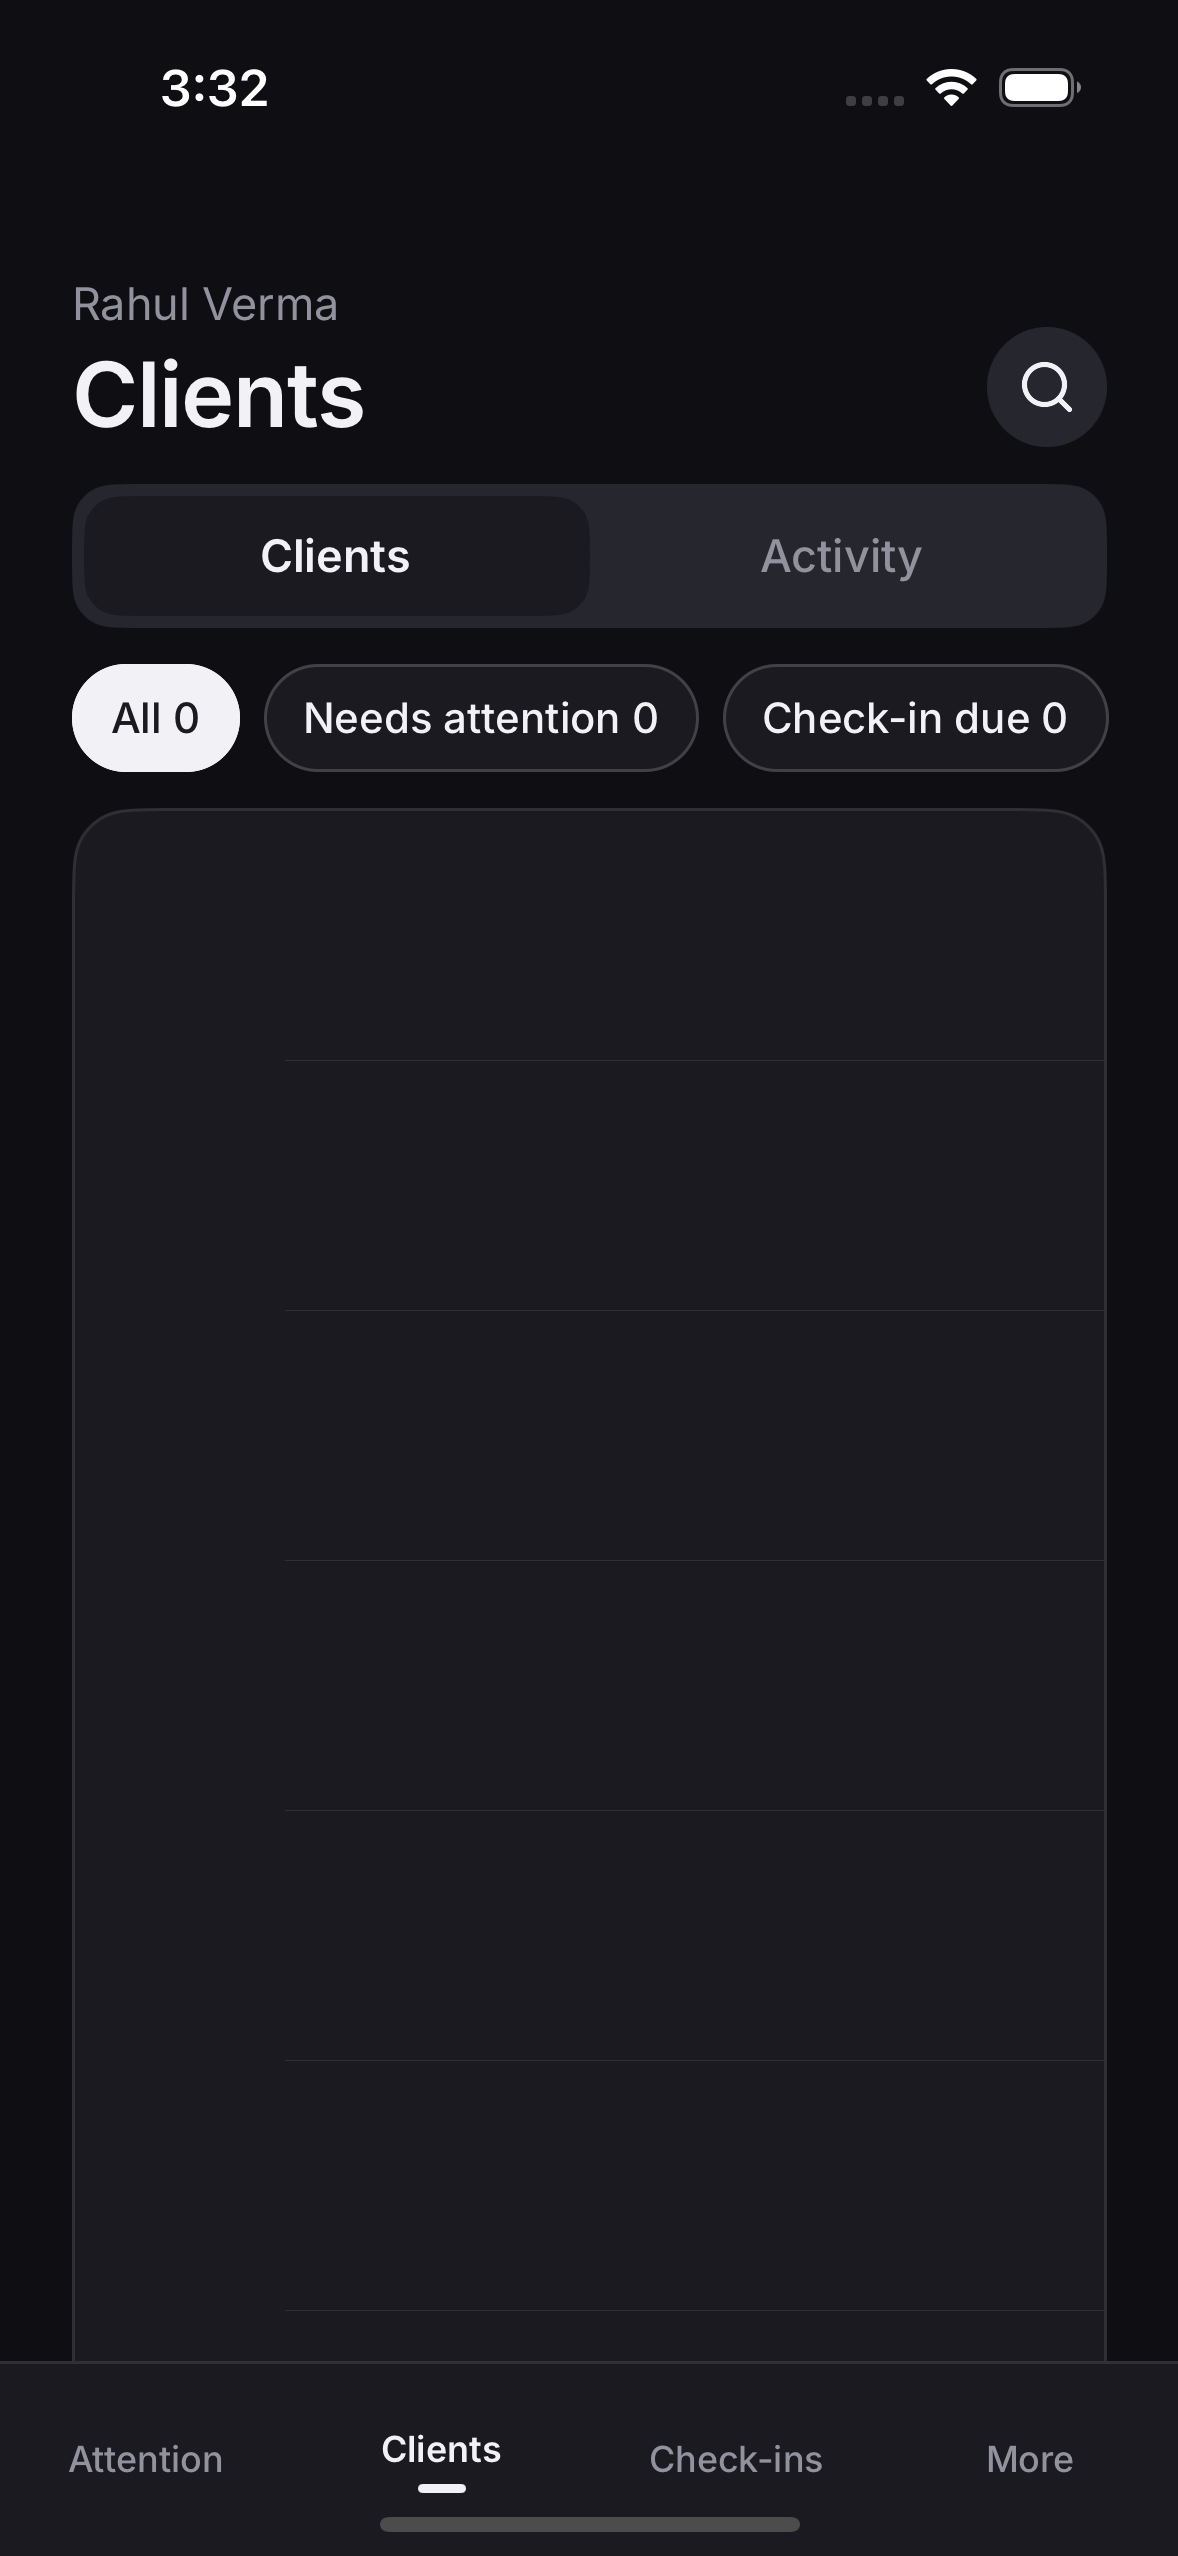 3:32
Rahul Verma
Clients
Clients Activity
All 0 Needs attention 0 Check-in due 0
Attention Clients Check-ins More